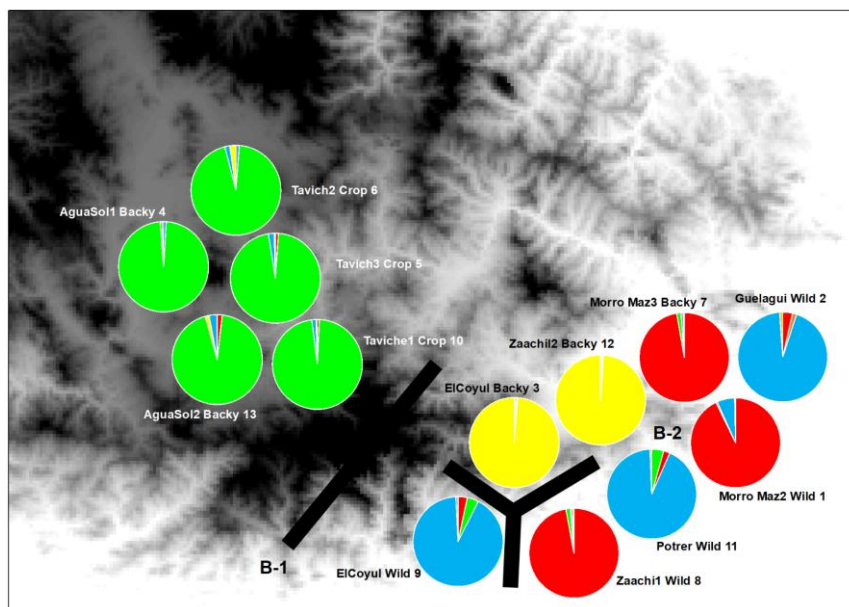 Tavich2 Crop 6
AguaSol1 Backy 4
Tavich3 Crop 5
Morro Maz3 Backy 7
Guelagui Wild 2
Taviche1 Crop 10
Zaachil2 Backy 12
ElCoyul Backy 3
AguaSol2 Backy 13
B-2
Morro Maz2 Wild 1
Potrer Wild 11
B-1
ElCoyul Wild 9
Zaachi1 Wild 8